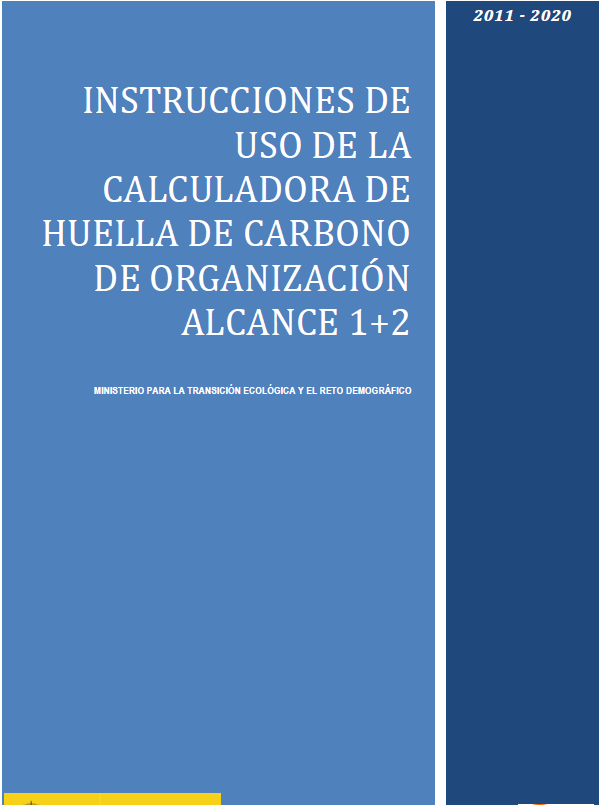 2011 - 2020
INSTRUCCIONES DE
USO DE LA
CALCULADORA DE
HUELLA DE CARBONO
DE ORGANIZACIÓN
ALCANCE 1+2
MINISTERIO PARA LA TRANSICIÓN ECOLÓGICA Y EL RETO DEMOGRÁFICO